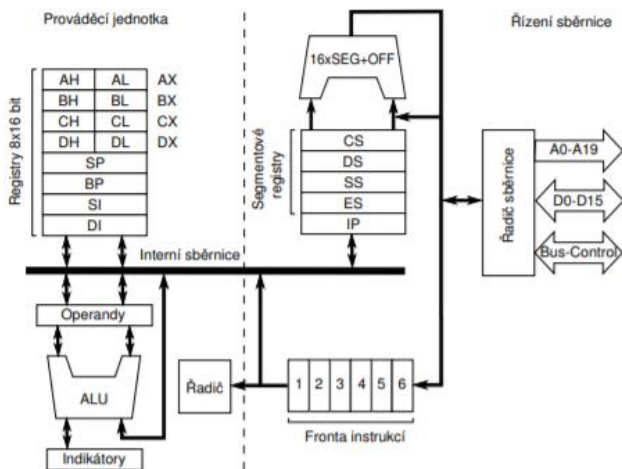 Prováděcí jednotka
Řízení sběrnice
16xSEG+OFF
Registry 8x16 bit
AH AL AX
BH BL BX
CH CL CX
DH DL DX
SP
BP
SI
DI
Segmentové
registry
CS
DS
SS
ES
IP
Řadič sběrnice
A0-A19
D0-D15
Bus-Control
Interní sběrnice
Operandy
ALU
Indikátory
Řadič
1 2 3 4 5 6
Fronta instrukcí